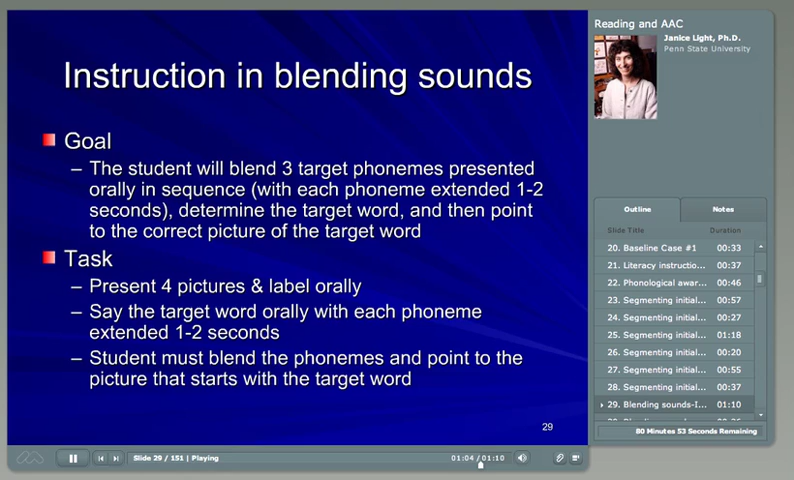 Instruction in blending sounds
Goal
– The student will blend 3 target phonemes presented
orally in sequence (with each phoneme extended 1-2
seconds), determine the target word, and then point
to the correct picture of the target word
Task
– Present 4 pictures & label orally
– Say the target word orally with each phoneme
extended 1-2 seconds
– Student must blend the phonemes and point to the
picture that starts with the target word
29
Slide 29 / 151 | Playing
01:04 / 01:10
Reading and AAC
Janice Light, Ph.D.
Penn State University
Outline
Notes
Slide Title Duration
20. Baseline Case #1 00:33
21. Literacy instructio... 00:37
22. Phonological awar... 00:46
23. Segmenting initial... 00:57
24. Segmenting initial... 00:27
25. Segmenting initial... 01:18
26. Segmenting initial... 00:20
27. Segmenting initial... 00:55
28. Segmenting initial... 00:37
29. Blending sounds-I... 01:10
80 Minutes 53 Seconds Remaining